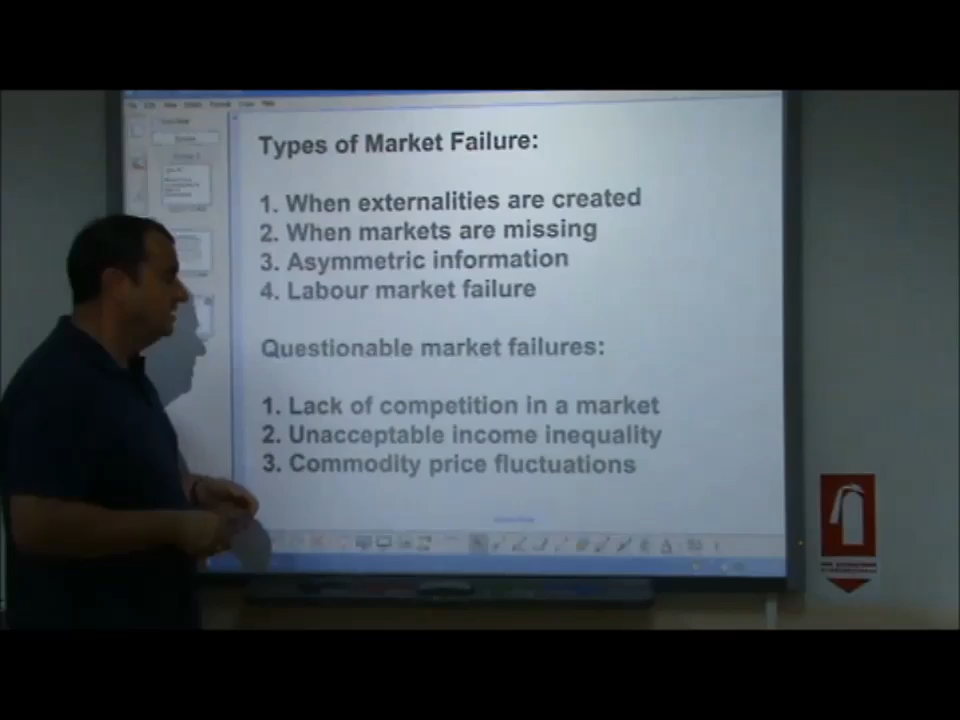 Types of Market Failure:
1. When externalities are created
2. When markets are missing
3. Asymmetric information
4. Labour market failure
Questionable market failures:
1. Lack of competition in a market
2. Unacceptable income inequality
3. Commodity price fluctuations